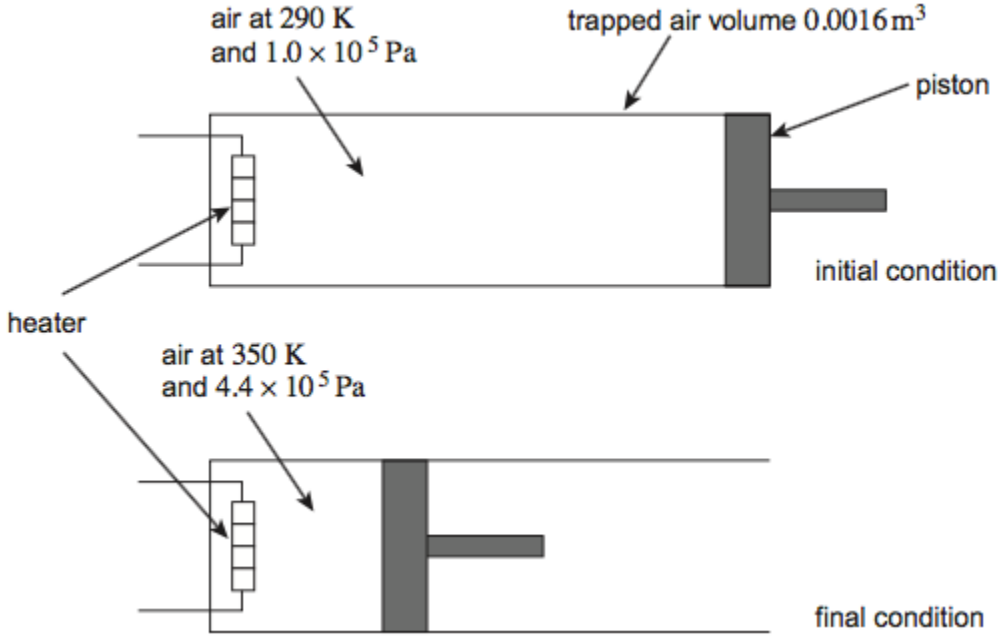 air at 290 K
and 1.0 × 10⁵ Pa
trapped air volume 0.0016 m³
piston
initial condition
heater
air at 350 K
and 4.4 × 10⁵ Pa
final condition